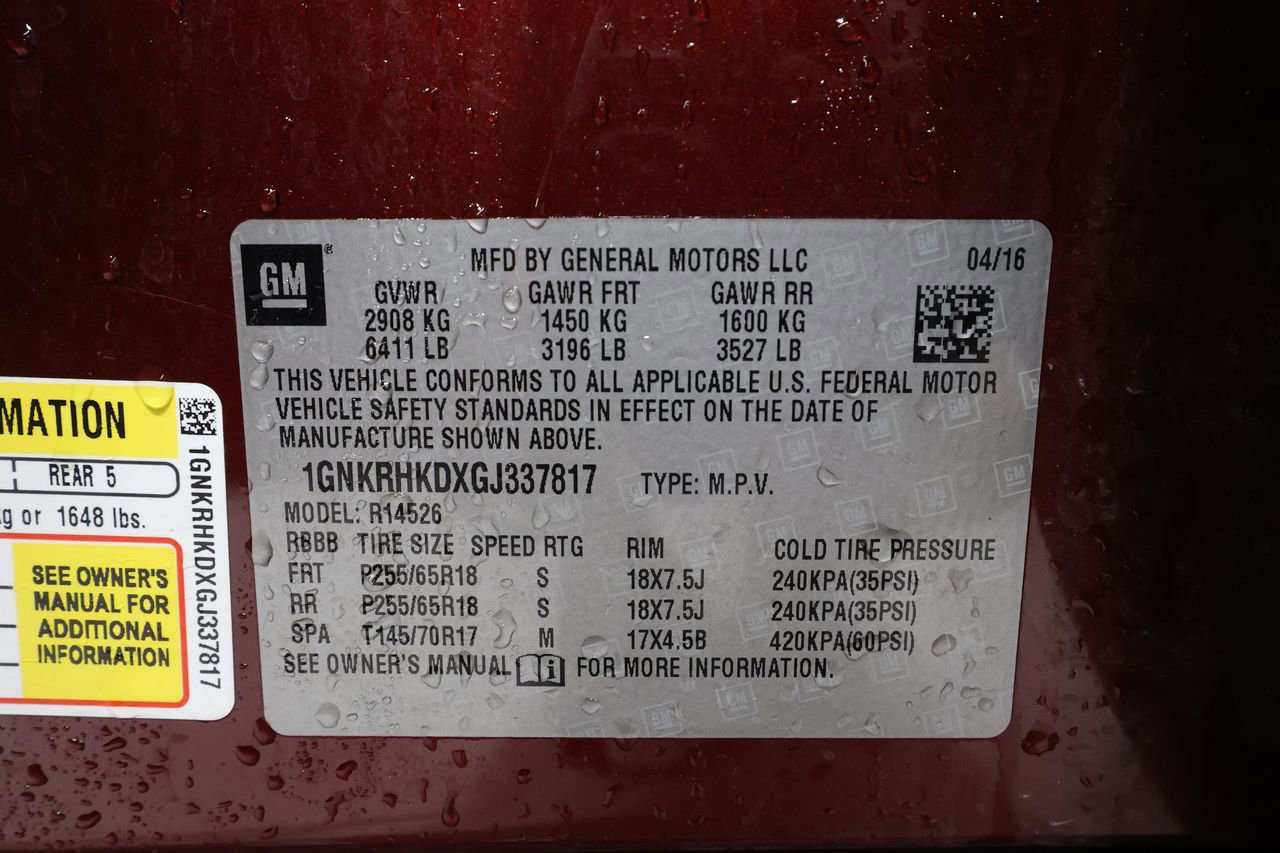 GM
®
MFD BY GENERAL MOTORS LLC 04/16
GVWR GAWR FRT GAWR RR
2908 KG 1450 KG 1600 KG
6411 LB 3196 LB 3527 LB
THIS VEHICLE CONFORMS TO ALL APPLICABLE U.S. FEDERAL MOTOR
VEHICLE SAFETY STANDARDS IN EFFECT ON THE DATE OF
MANUFACTURE SHOWN ABOVE.
1GNKRHKDXGJ337817 TYPE: M.P.V.
MODEL: R14526
RBBB TIRE SIZE SPEED RTG RIM COLD TIRE PRESSURE
FRT P255/65R18 S 18X7.5J 240KPA(35PSI)
RR P255/65R18 S 18X7.5J 240KPA(35PSI)
SPA T145/70R17 M 17X4.5B 420KPA(60PSI)
SEE OWNER'S MANUAL i FOR MORE INFORMATION.
MATION
REAR 5
kg or 1648 lbs.
SEE OWNER'S
MANUAL FOR
ADDITIONAL
INFORMATION
1GNKRHKDXGJ337817